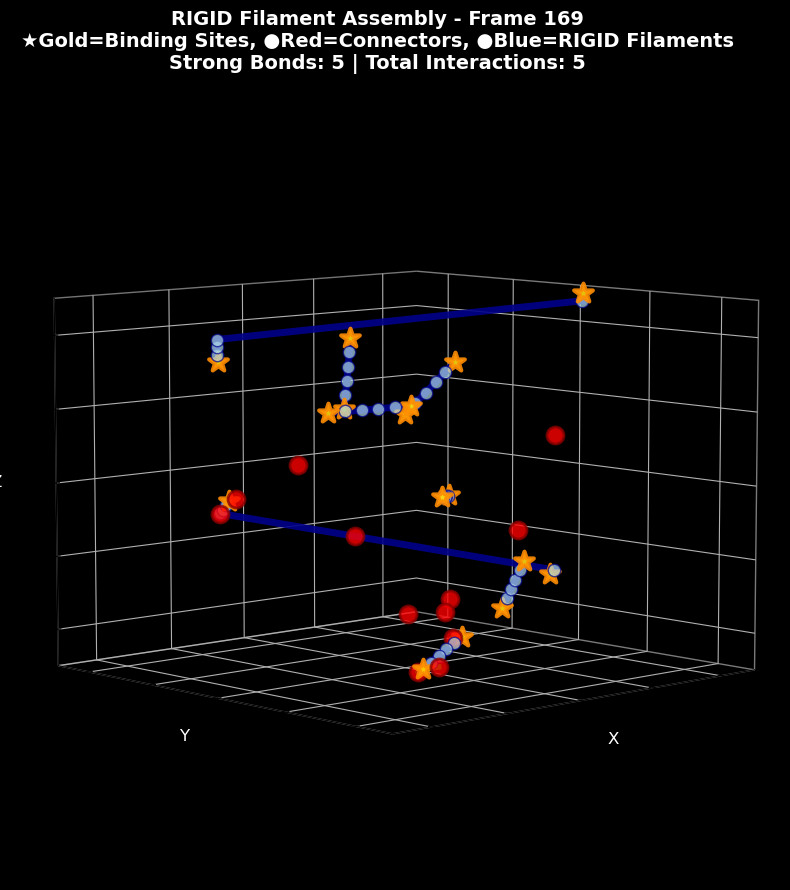 RIGID Filament Assembly - Frame 169
★Gold=Binding Sites, ●Red=Connectors, ●Blue=RIGID Filaments
Strong Bonds: 5 | Total Interactions: 5
Y
X